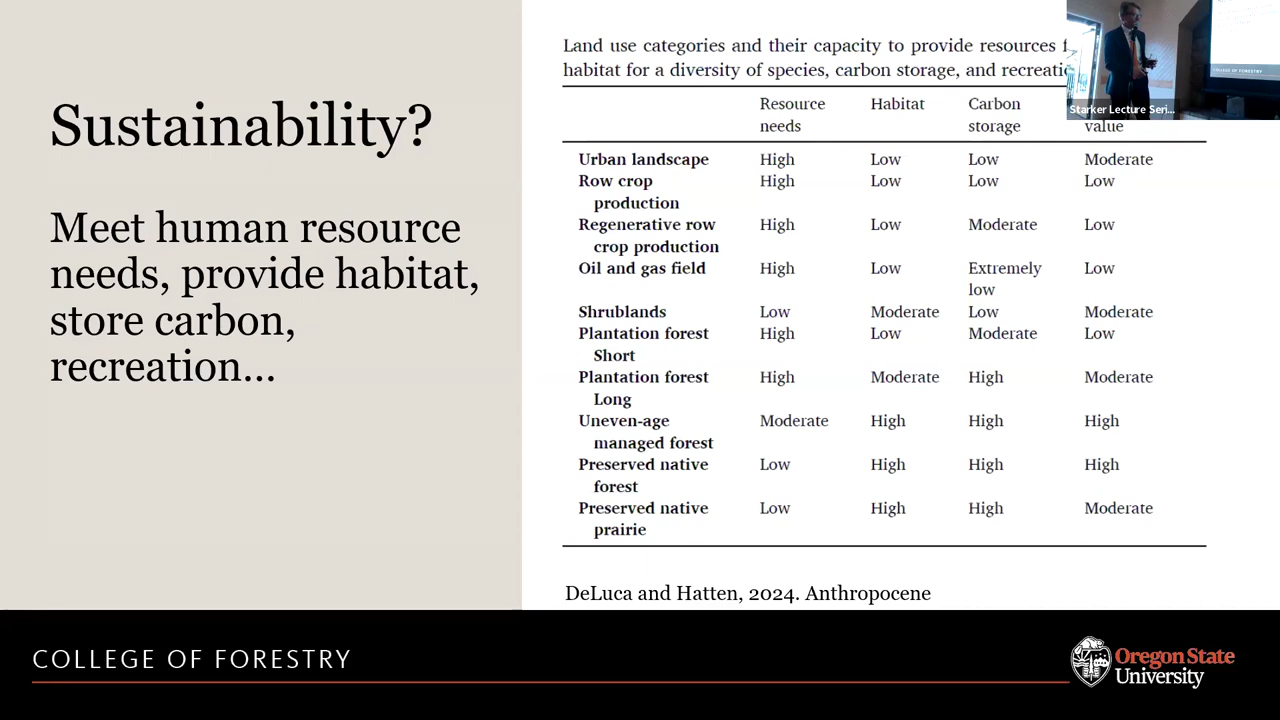 Sustainability?
Meet human resource
needs, provide habitat,
store carbon,
recreation...
Land use categories and their capacity to provide resources
habitat for a diversity of species, carbon storage, and
Resource needs Habitat Carbon storage value
Urban landscape High Low Low Moderate
Row crop production High Low Low Low
Regenerative row crop production High Low Moderate Low
Oil and gas field High Low Extremely low Low
Shrublands Low Moderate Low Moderate
Plantation forest Short High Low Moderate Low
Plantation forest Long High Moderate High Moderate
Uneven-age managed forest Moderate High High High
Preserved native forest Low High High High
Preserved native prairie Low High High Moderate
DeLuca and Hatten, 2024. Anthropocene
Starker Lecture Seri...
COLLEGE OF FORESTRY
COLLEGE OF FORESTRY
Oregon State
University